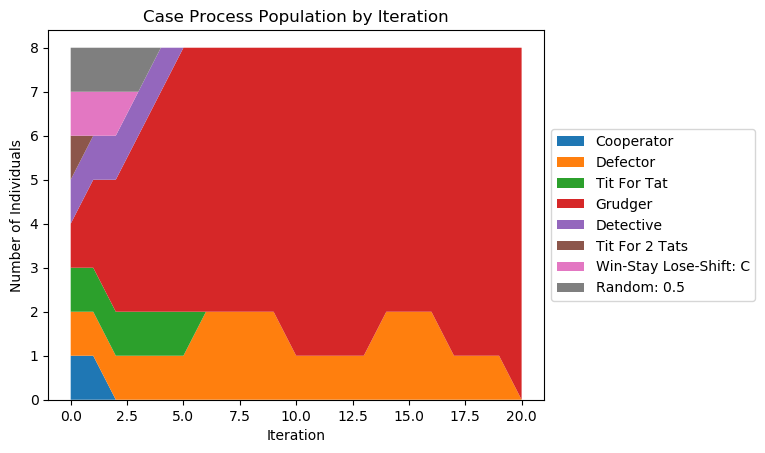 Case Process Population by Iteration
Number of Individuals
8
7
6
5
4
3
2
1
0
0.0 2.5 5.0 7.5 10.0 12.5 15.0 17.5 20.0
Iteration
Cooperator
Defector
Tit For Tat
Grudger
Detective
Tit For 2 Tats
Win-Stay Lose-Shift: C
Random: 0.5